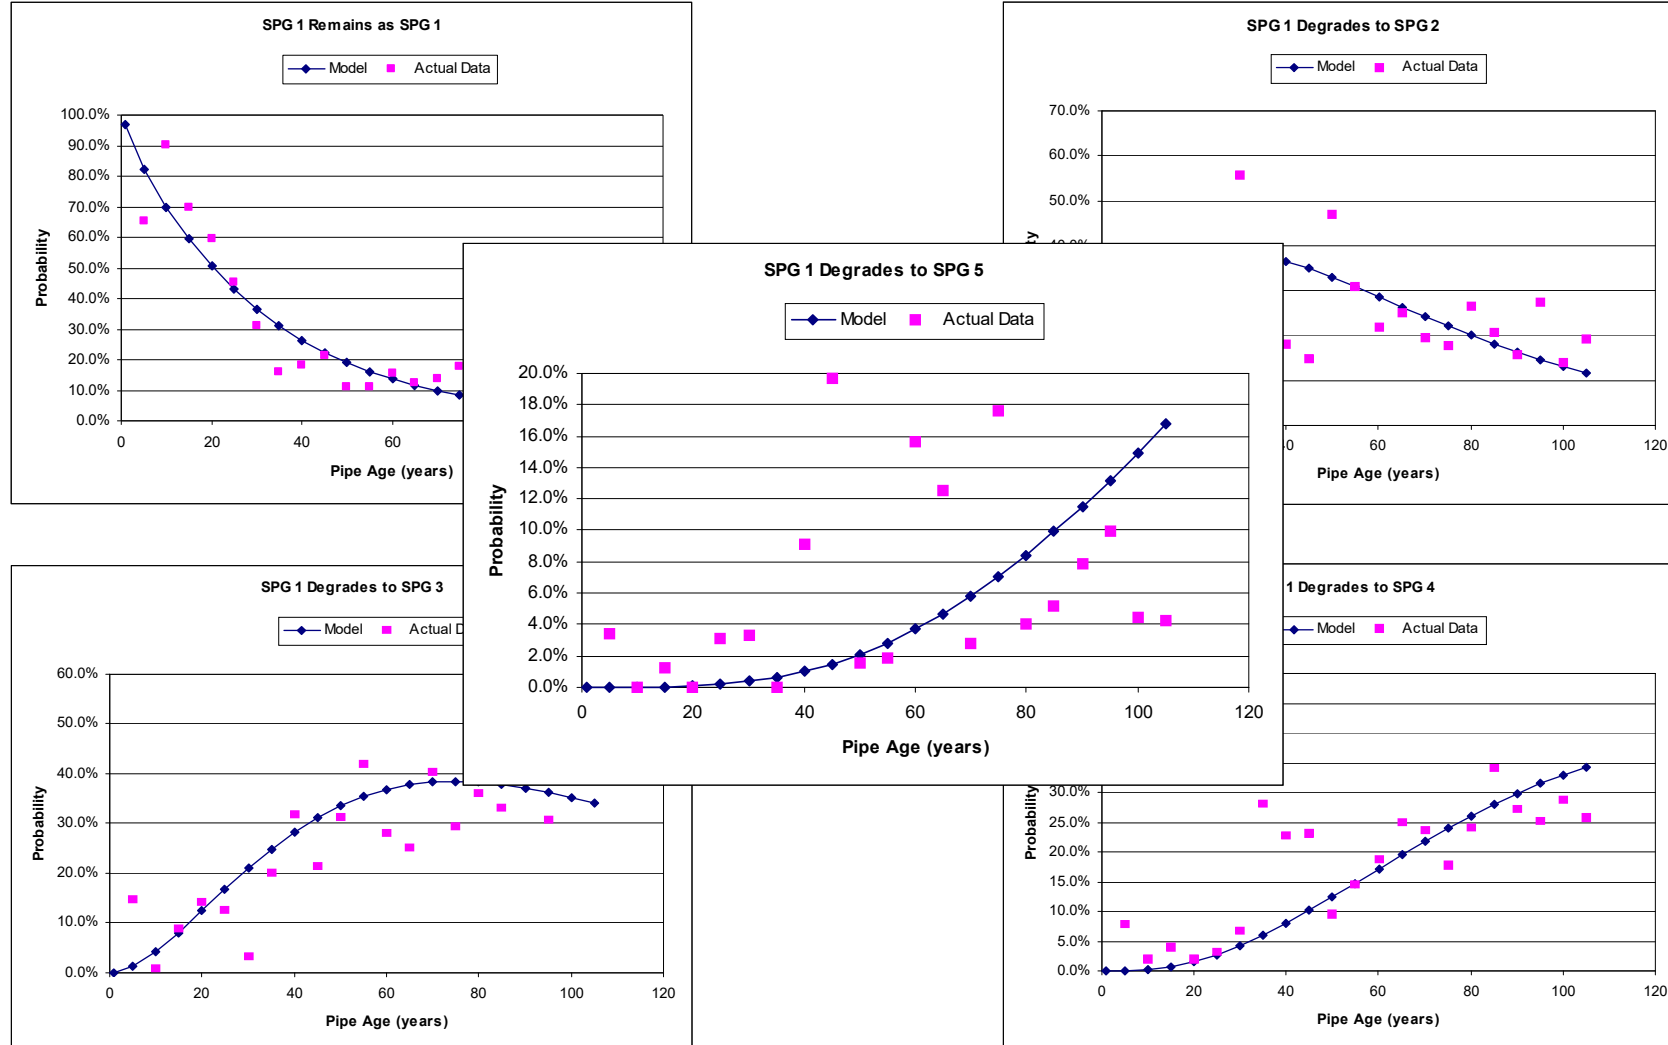 SPG 1 Remains as SPG 1
Model Actual Data
100.0%
90.0%
80.0%
70.0%
60.0%
50.0%
40.0%
30.0%
20.0%
10.0%
0.0%
Probability
0 20 40 60
Pipe Age (years)
SPG 1 Degrades to SPG 2
Model Actual Data
70.0%
60.0%
50.0%
60 80 100 120
Pipe Age (years)
SPG 1 Degrades to SPG 5
Model Actual Data
20.0%
18.0%
16.0%
14.0%
12.0%
10.0%
8.0%
6.0%
4.0%
2.0%
0.0%
Probability
0 20 40 60 80 100 120
Pipe Age (years)
SPG 1 Degrades to SPG 3
Model Actual D
60.0%
50.0%
40.0%
30.0%
20.0%
10.0%
0.0%
Probability
0 20 40 60 80 100 120
Pipe Age (years)
1 Degrades to SPG 4
Model Actual Data
30.0%
25.0%
20.0%
15.0%
10.0%
5.0%
0.0%
Probability
0 20 40 60 80 100 120
Pipe Age (years)